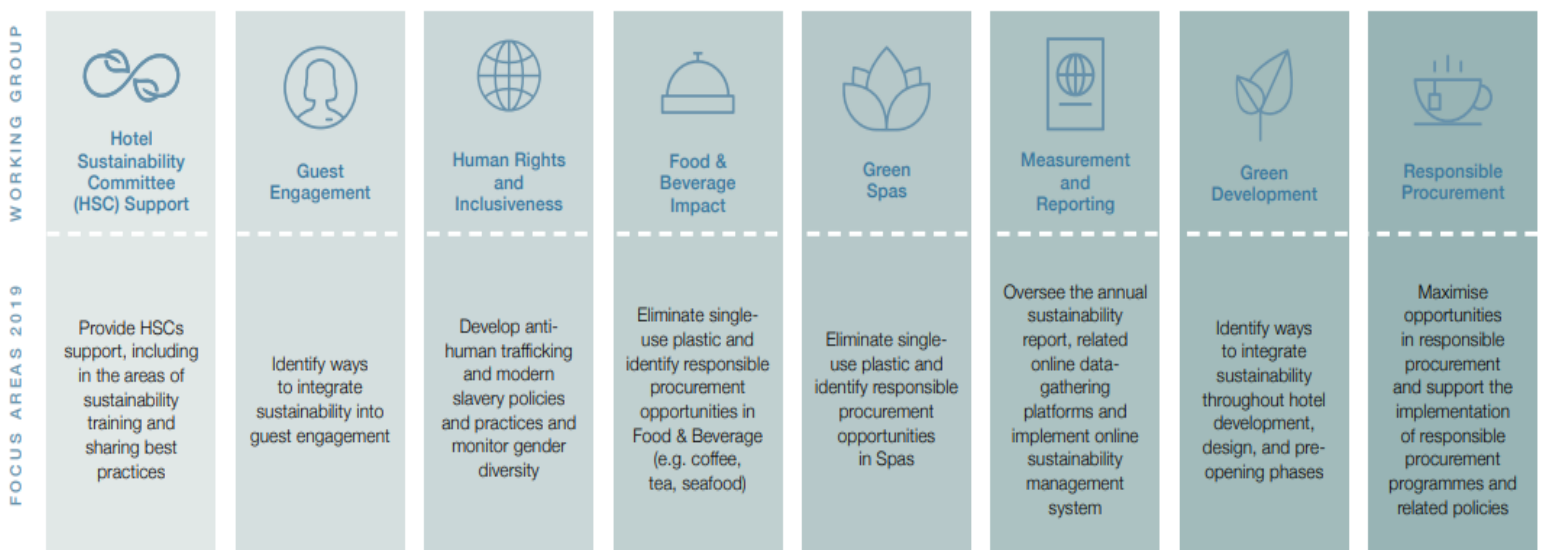 WORKING GROUP
Hotel
Sustainability
Committee
(HSC) Support
Guest
Engagement
Human Rights
and
Inclusiveness
Food &
Beverage
Impact
Green
Spas
Measurement
and
Reporting
Green
Development
Responsible
Procurement
FOCUS AREAS 2019
Provide HSCs
support, including
in the areas of
sustainability
training and
sharing best
practices
Identify ways
to integrate
sustainability into
guest engagement
Develop anti-
human trafficking
and modern
slavery policies
and practices and
monitor gender
diversity
Eliminate single-
use plastic and
identify responsible
procurement
opportunities in
Food & Beverage
(e.g. coffee,
tea, seafood)
Eliminate single-
use plastic and
identify responsible
procurement
opportunities
in Spas
Oversee the annual
sustainability
report, related
online data-
gathering
platforms and
implement online
sustainability
management
system
Identify ways
to integrate
sustainability
throughout hotel
development,
design, and pre-
opening phases
Maximise
opportunities
in responsible
procurement
and support the
implementation
of responsible
procurement
programmes and
related policies